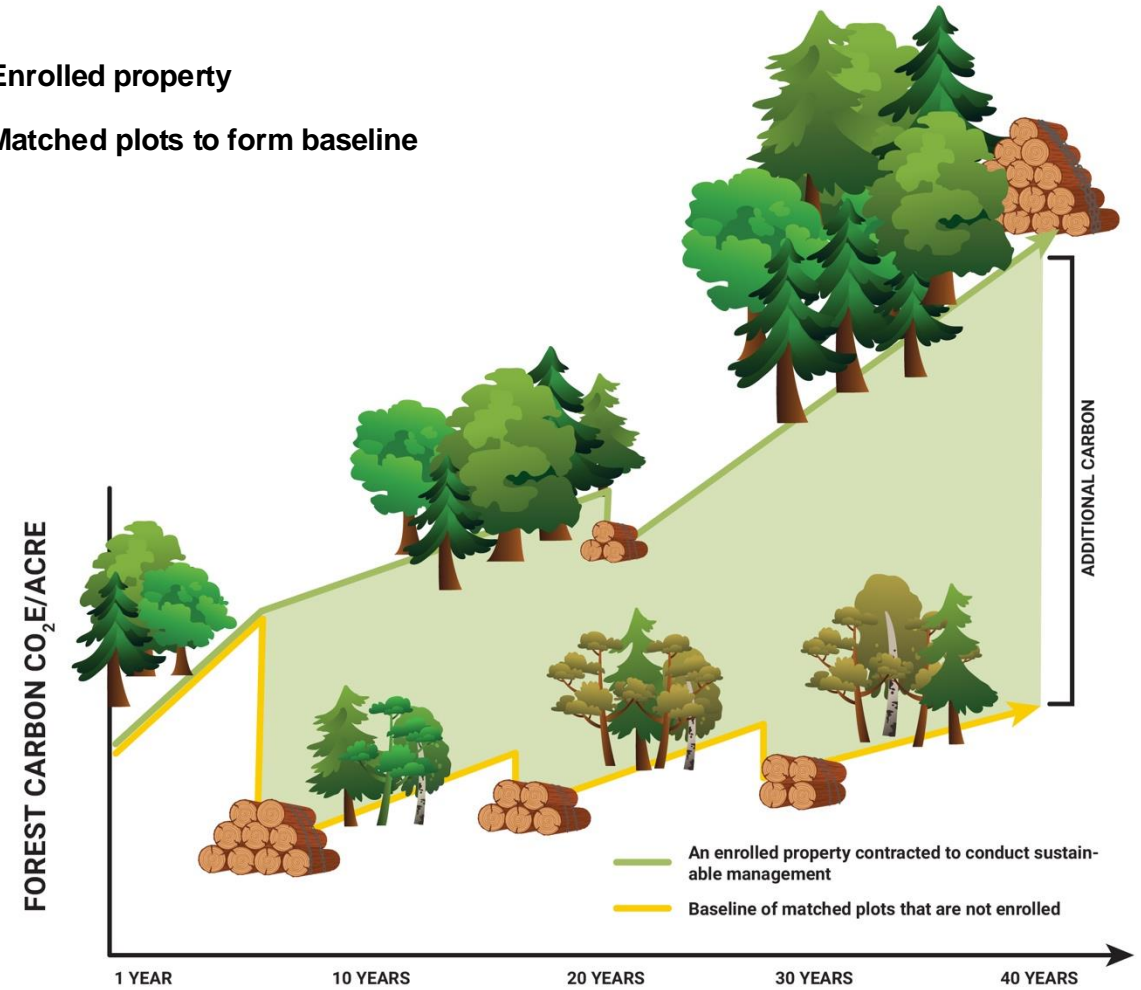 Enrolled property
Matched plots to form baseline
FOREST CARBON CO₂E/ACRE
ADDITIONAL CARBON
An enrolled property contracted to conduct sustain-
able management
Baseline of matched plots that are not enrolled
1 YEAR
10 YEARS
20 YEARS
30 YEARS
40 YEARS